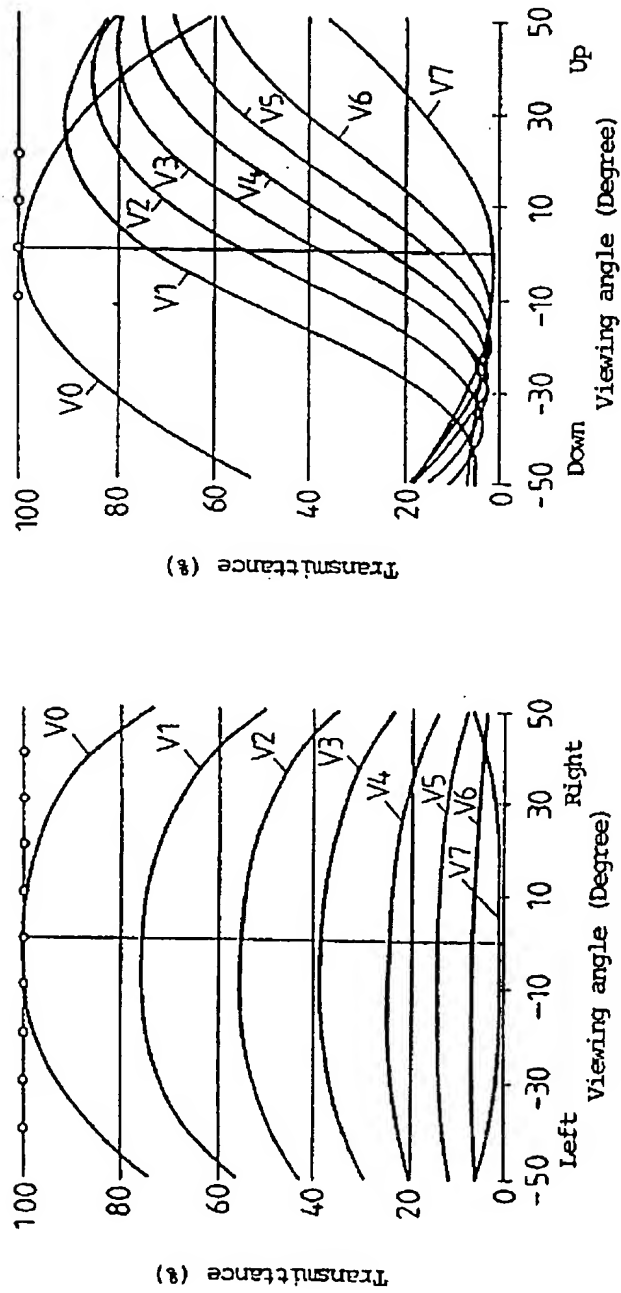 Transmittance (%)
100
80
60
40
20
0
-50
-30
-10
10
30
50
Left
Right
Viewing angle (Degree)
V0
V1
V2
V3
V4
V5
V6
V7
Transmittance (%)
100
80
60
40
20
0
-50
-30
-10
10
30
50
Down
Up
Viewing angle (Degree)
V0
V1
V2
V3
V4
V5
V6
V7